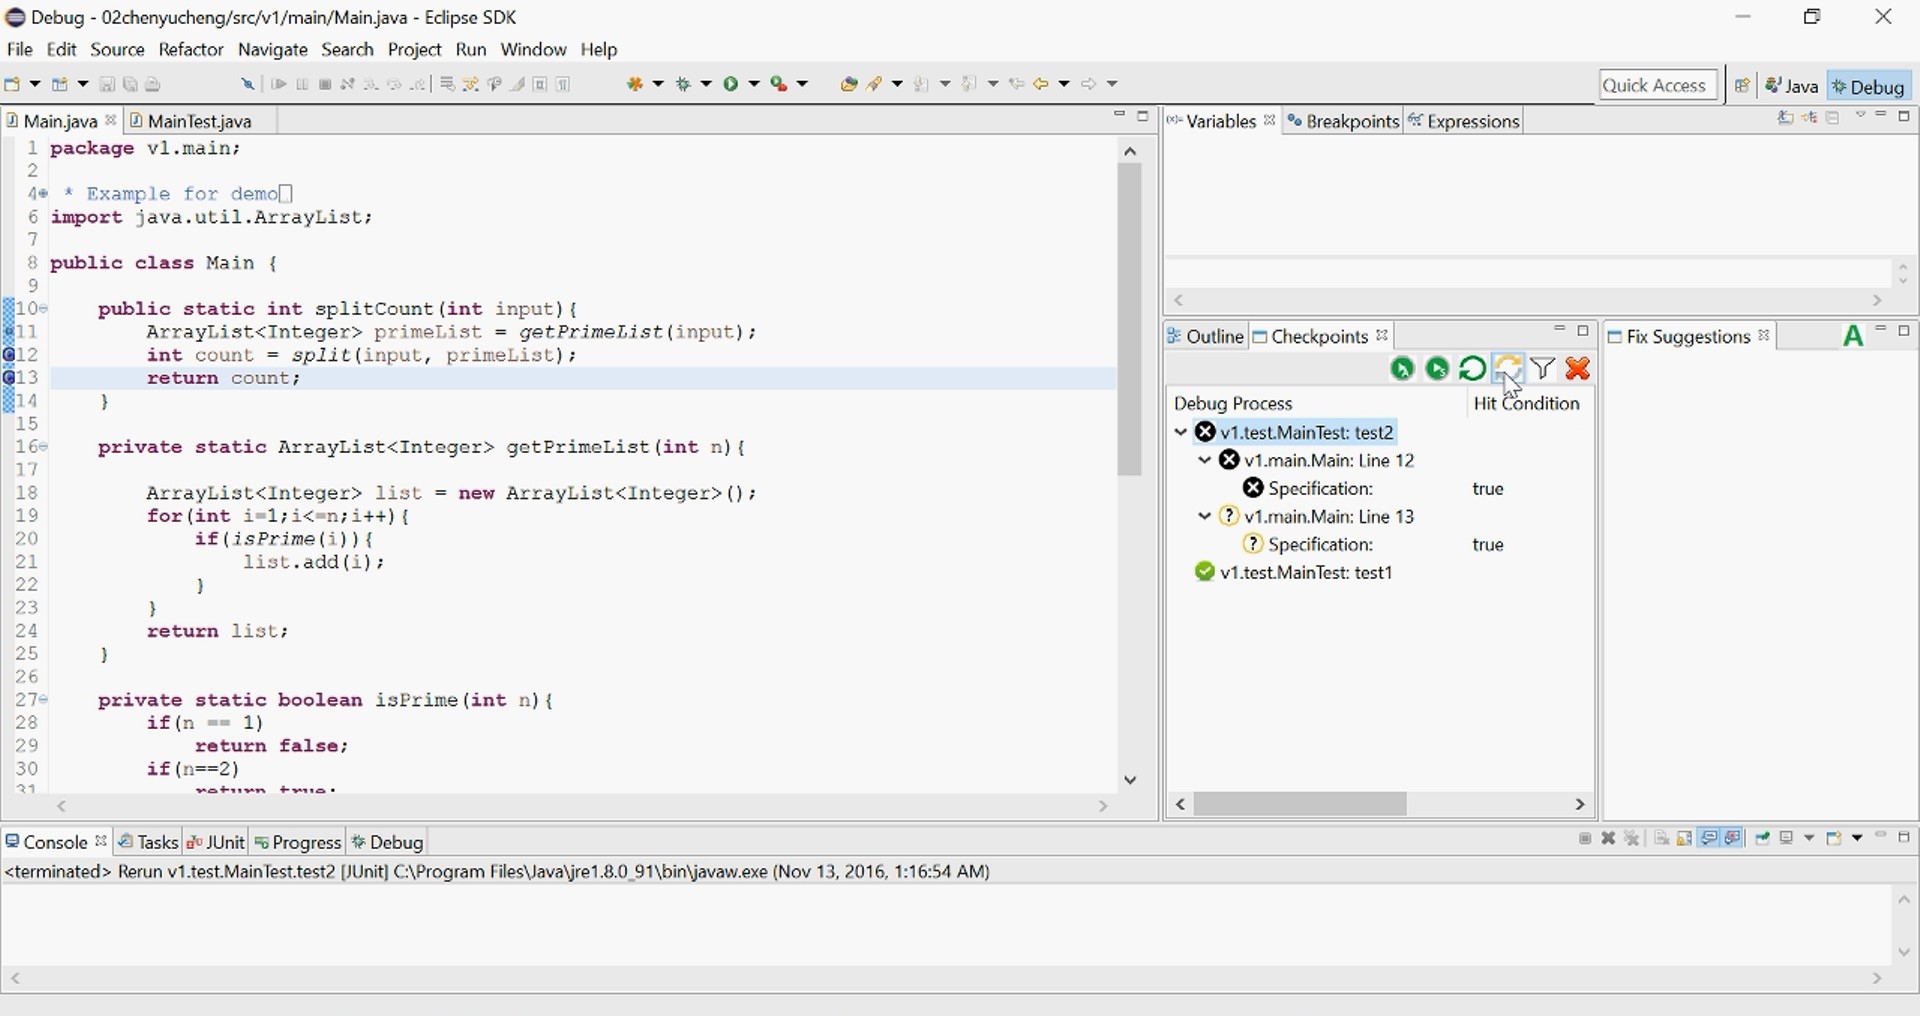 Debug - 02chenyucheng/src/v1/main/Main.java - Eclipse SDK
File Edit Source Refactor Navigate Search Project Run Window Help
Quick Access Java Debug
Main.java MainTest.java
1 package v1.main;
2
4 * Example for demo
6 import java.util.ArrayList;
7
8 public class Main {
9
10 public static int splitCount(int input){
11 ArrayList<Integer> primeList = getPrimeList(input);
12 int count = split(input, primeList);
13 return count;
14 }
15
16 private static ArrayList<Integer> getPrimeList(int n){
17
18 ArrayList<Integer> list = new ArrayList<Integer>();
19 for(int i=1;i<=n;i++){
20 if(isPrime(i)){
21 list.add(i);
22 }
23 }
24 return list;
25 }
26
27 private static boolean isPrime(int n){
28 if(n == 1)
29 return false;
30 if(n==2)
31 return true;
Variables Breakpoints Expressions
Outline Checkpoints
Debug Process Hit Condition
v1.test.MainTest: test2
v1.main.Main: Line 12
Specification: true
v1.main.Main: Line 13
Specification: true
v1.test.MainTest: test1
Fix Suggestions A
Console Tasks JUnit Progress Debug
<terminated> Rerun v1.test.MainTest.test2 [JUnit] C:\Program Files\Java\jre1.8.0_91\bin\javaw.exe (Nov 13, 2016, 1:16:54 AM)